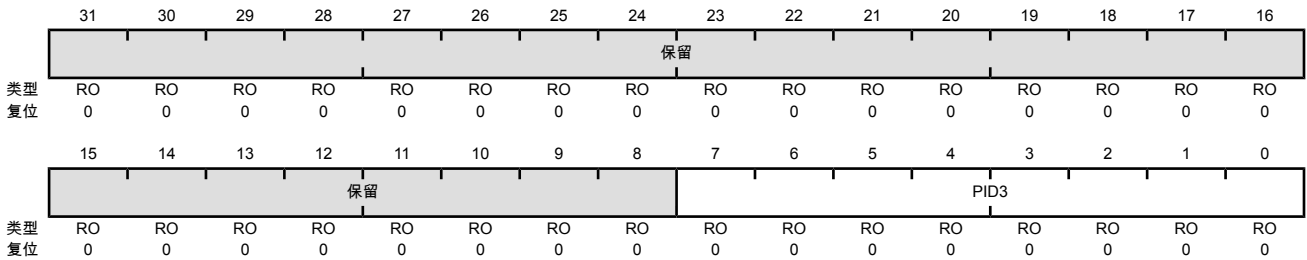 31 30 29 28 27 26 25 24 23 22 21 20 19 18 17 16
保留
类型 RO RO RO RO RO RO RO RO RO RO RO RO RO RO RO RO
复位 0 0 0 0 0 0 0 0 0 0 0 0 0 0 0 0
15 14 13 12 11 10 9 8 7 6 5 4 3 2 1 0
保留 PID3
类型 RO RO RO RO RO RO RO RO RO RO RO RO RO RO RO RO
复位 0 0 0 0 0 0 0 0 0 0 0 0 0 0 0 0